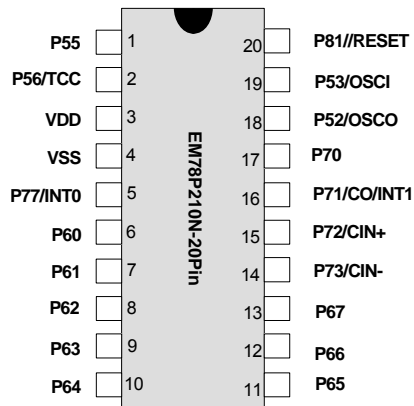 P55 1 20 P81//RESET
P56/TCC 2 19 P53/OSCI
VDD 3 18 P52/OSCO
VSS 4 17 P70
P77/INT0 5 16 P71/CO/INT1
P60 6 15 P72/CIN+
P61 7 14 P73/CIN-
P62 8 13 P67
P63 9 12 P66
P64 10 11 P65
EM78P210N-20Pin